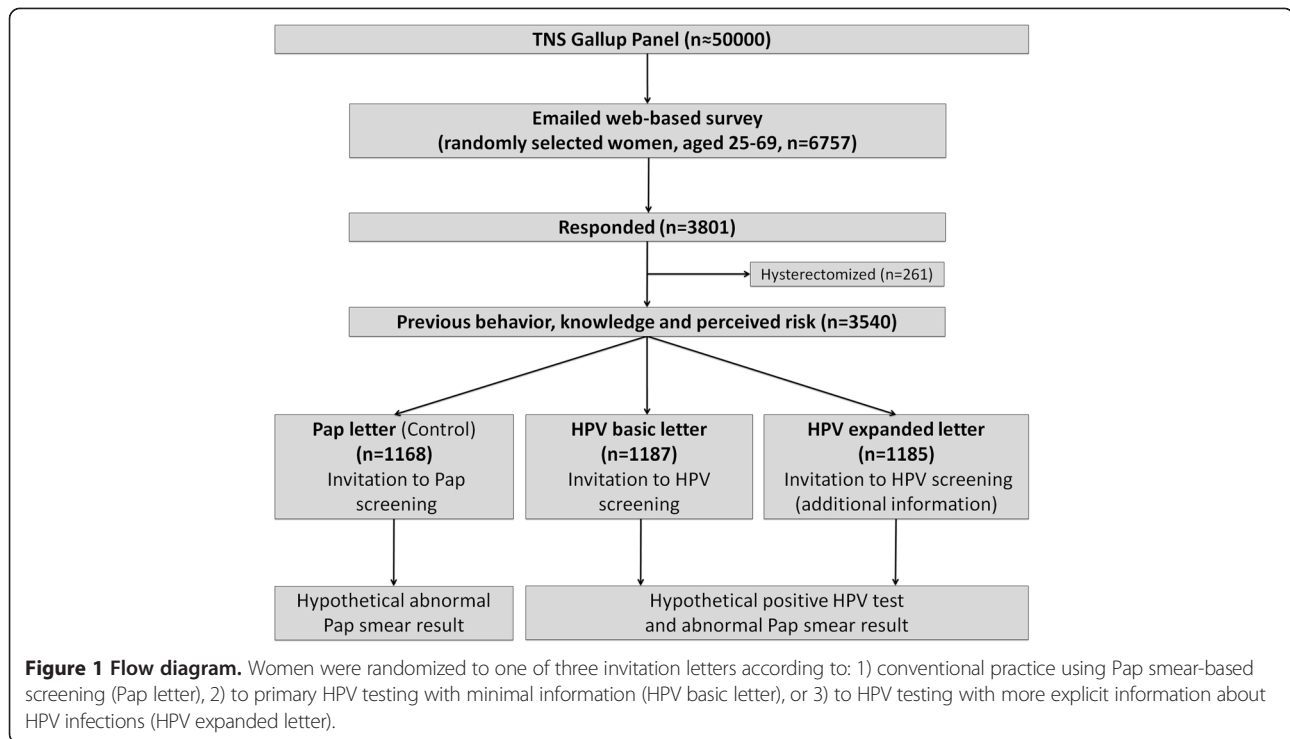 TNS Gallup Panel (n≈50000)
Emailed web-based survey
(randomly selected women, aged 25-69, n=6757)
Responded (n=3801)
Hysterectomized (n=261)
Previous behavior, knowledge and perceived risk (n=3540)
Pap letter (Control)
(n=1168)
Invitation to Pap
screening
HPV basic letter
(n=1187)
Invitation to HPV
screening
HPV expanded letter
(n=1185)
Invitation to HPV screening
(additional information)
Hypothetical abnormal
Pap smear result
Hypothetical positive HPV test
and abnormal Pap smear result
Figure 1 Flow diagram. Women were randomized to one of three invitation letters according to: 1) conventional practice using Pap smear-based
screening (Pap letter), 2) to primary HPV testing with minimal information (HPV basic letter), or 3) to HPV testing with more explicit information about
HPV infections (HPV expanded letter).